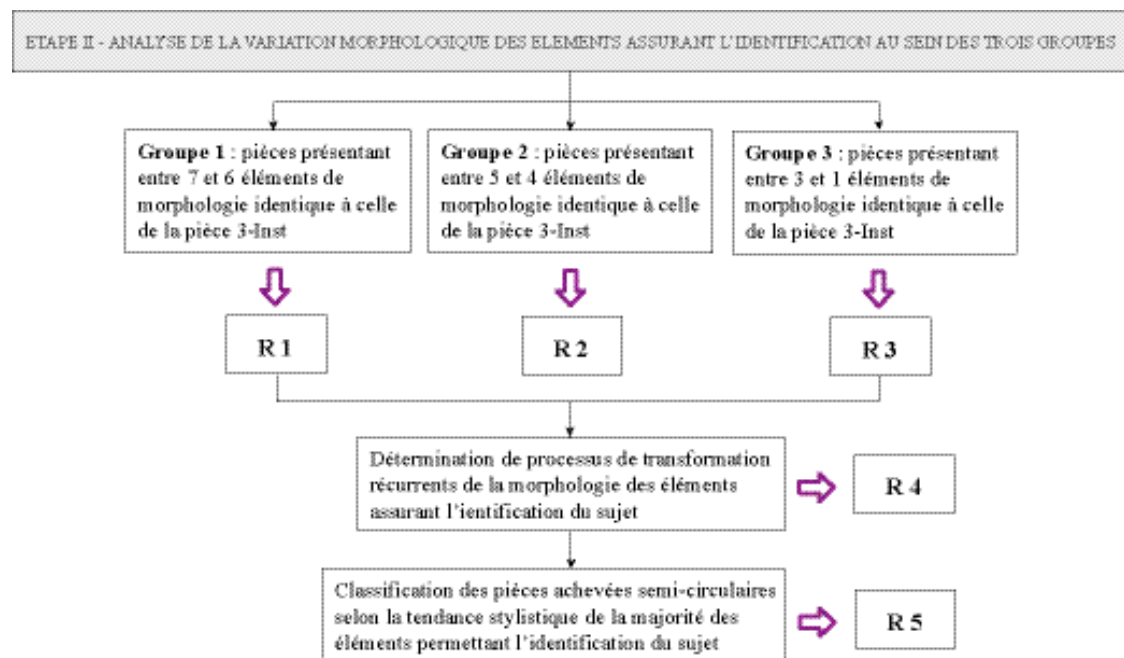 ETAPE II - ANALYSE DE LA VARIATION MORPHOLOGIQUE DES ELEMENTS ASSURANT L'IDENTIFICATION AU SEIN DES TROIS GROUPES
Groupe 1 : pièces présentant
entre 7 et 6 éléments de
morphologie identique à celle
de la pièce 3-Inst
Groupe 2 : pièces présentant
entre 5 et 4 éléments de
morphologie identique à celle
de la pièce 3-Inst
Groupe 3 : pièces présentant
entre 3 et 1 éléments de
morphologie identique à celle
de la pièce 3-Inst
R 1
R 2
R 3
Détermination de processus de transformation
récurrents de la morphologie des éléments
assurant l'ientification du sujet
R 4
Classification des pièces achevées semi-circulaires
selon la tendance stylistique de la majorité des
éléments permettant l'identification du sujet
R 5